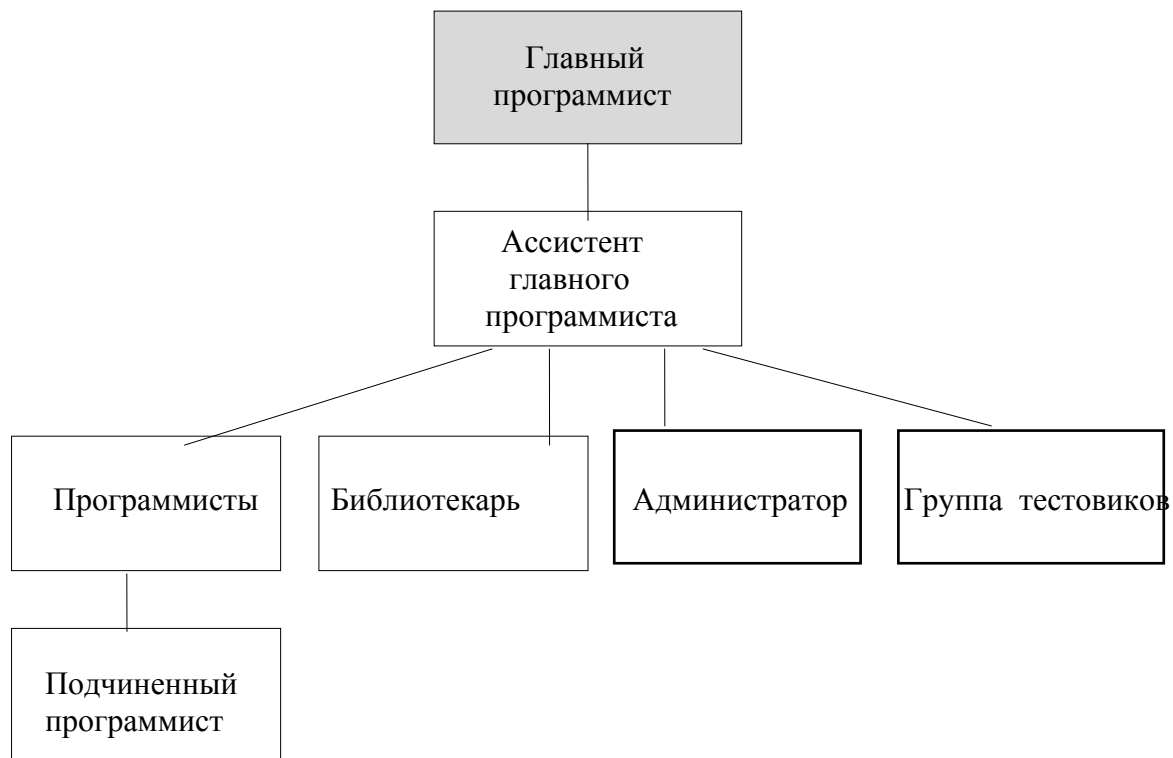 Главный
программист
Ассистент
главного
программиста
Программисты
Библиотекарь
Администратор
Группа тестовиков
Подчиненный
программист